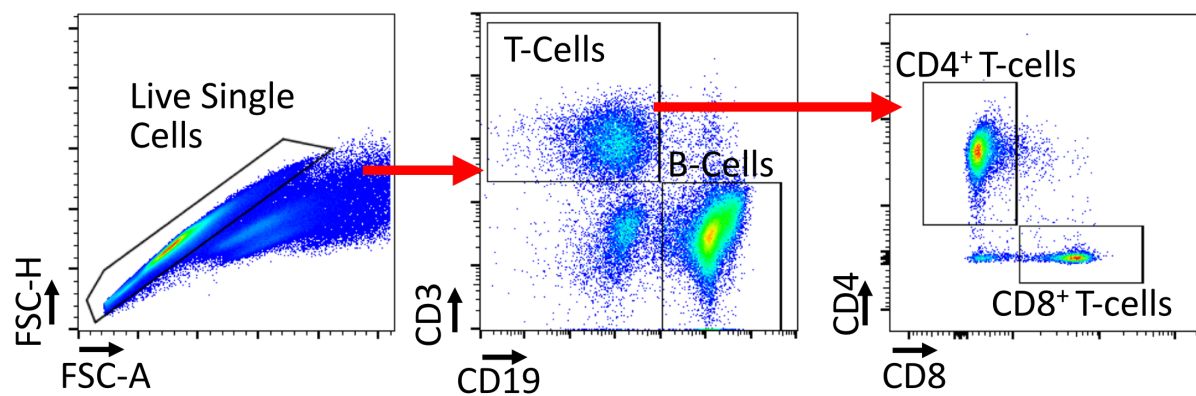 Live Single
Cells
FSC-H
FSC-A
T-Cells
B-Cells
CD3
CD19
CD4⁺ T-cells
CD8⁺ T-cells
CD4
CD8